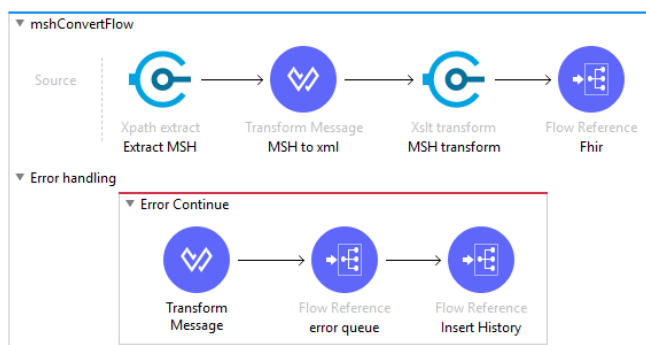 mshConvertFlow
Source
Xpath extract Transform Message Xslt transform Flow Reference
Extract MSH MSH to xml MSH transform Fhir
Error handling
Error Continue
Transform Flow Reference Flow Reference
Message error queue Insert History